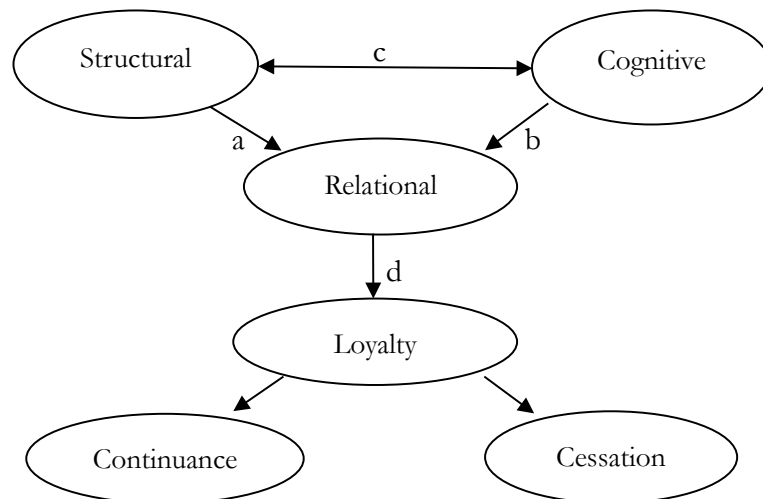 Structural
c
Cognitive
a
b
Relational
d
Loyalty
Continuance
Cessation